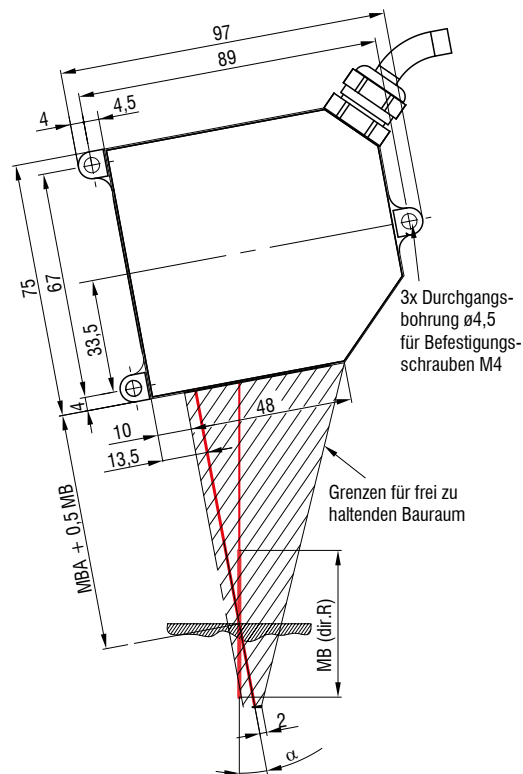 97
89
4
4,5
75
67
33,5
4
3x Durchgangs-
bohrung ø4,5
für Befestigungs-
schrauben M4
10
48
13,5
Grenzen für frei zu
haltenden Bauraum
MBA + 0,5 MB
MB (dir.R)
2
α